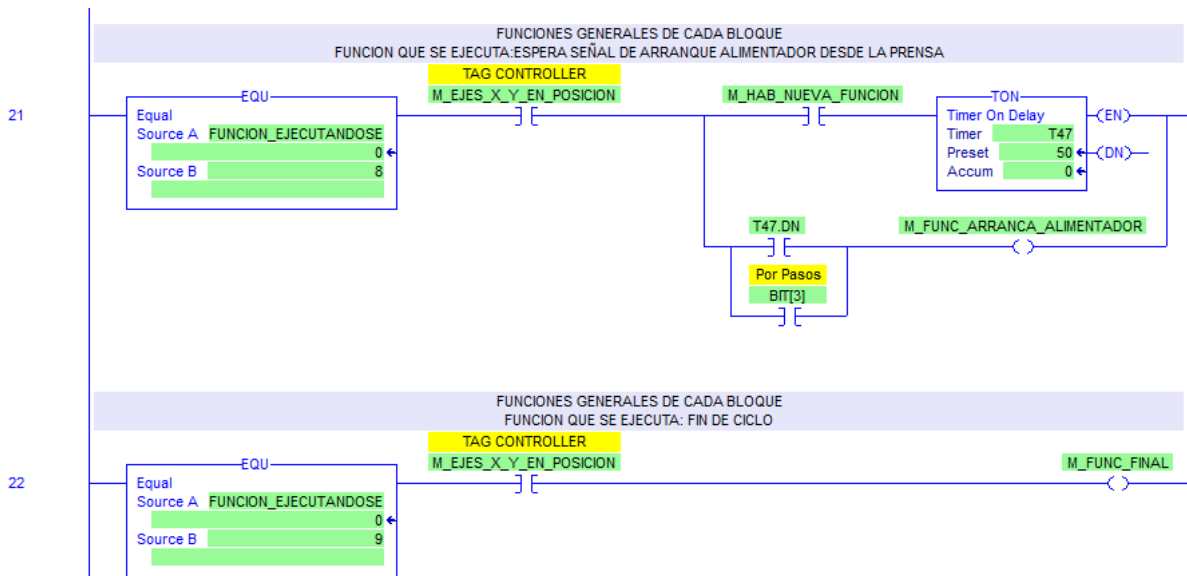 FUNCIONES GENERALES DE CADA BLOQUE
FUNCION QUE SE EJECUTA:ESPERA SEÑAL DE ARRANQUE ALIMENTADOR DESDE LA PRENSA
TAG CONTROLLER
M_EJES_X_Y_EN_POSICION
M_HAB_NUEVA_FUNCION
21
EQU
Equal
Source A FUNCION_EJECUTANDOSE
0
Source B 8
TON
Timer On Delay
Timer T47
Preset 50
Accum 0
EN
DN
T47.DN
M_FUNC_ARRANCA_ALIMENTADOR
Por Pasos
BIT[3]
FUNCIONES GENERALES DE CADA BLOQUE
FUNCION QUE SE EJECUTA: FIN DE CICLO
TAG CONTROLLER
M_EJES_X_Y_EN_POSICION
M_FUNC_FINAL
22
EQU
Equal
Source A FUNCION_EJECUTANDOSE
0
Source B 9